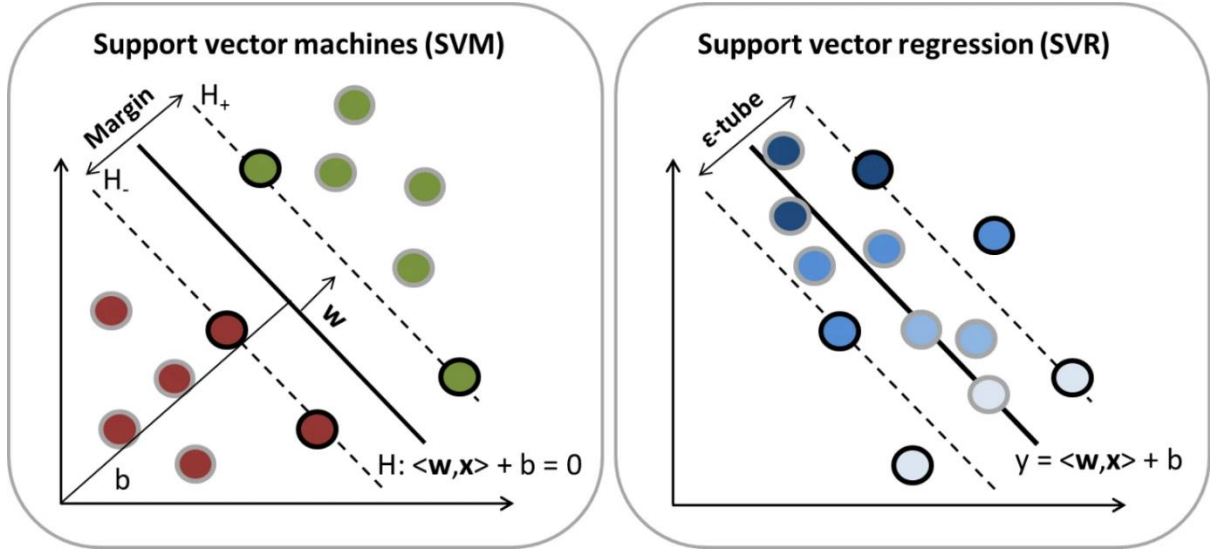 Support vector machines (SVM)
Margin
H₊
H₋
w
b
H: <w,x> + b = 0
Support vector regression (SVR)
ε-tube
y = <w,x> + b